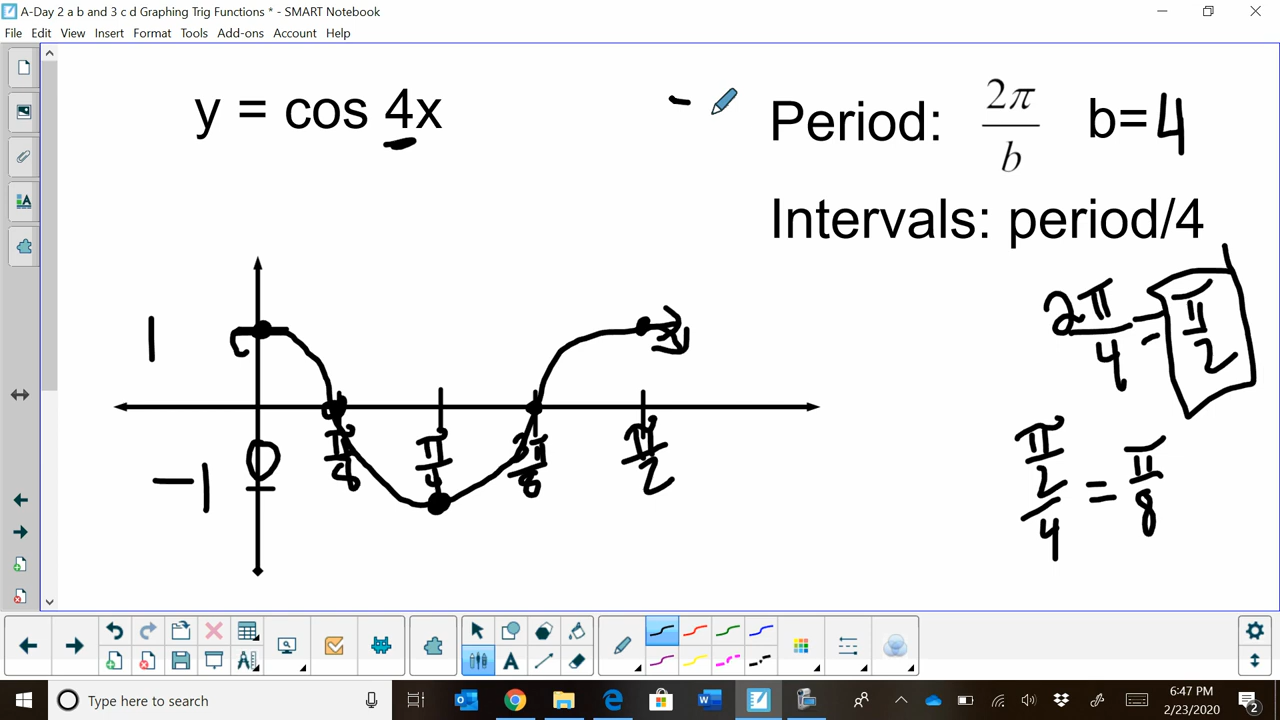 A-Day 2 a b and 3 c d Graphing Trig Functions * - SMART Notebook
File Edit View Insert Format Tools Add-ons Account Help
y = cos 4x
Period: 2π/b b=4
Intervals: period/4
2π/4 = π/2
π/2/4 = π/8
1
-1
0 π/8 π/4 3π/8 π/2
Type here to search
6:47 PM
2/23/2020
2